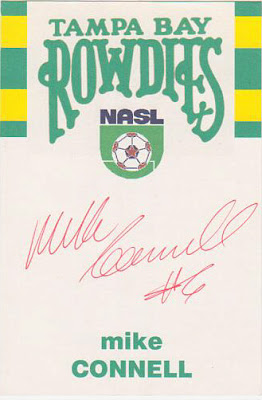 TAMPA BAY
ROWDIES
NASL
Mike
Connell
#6
mike
CONNELL